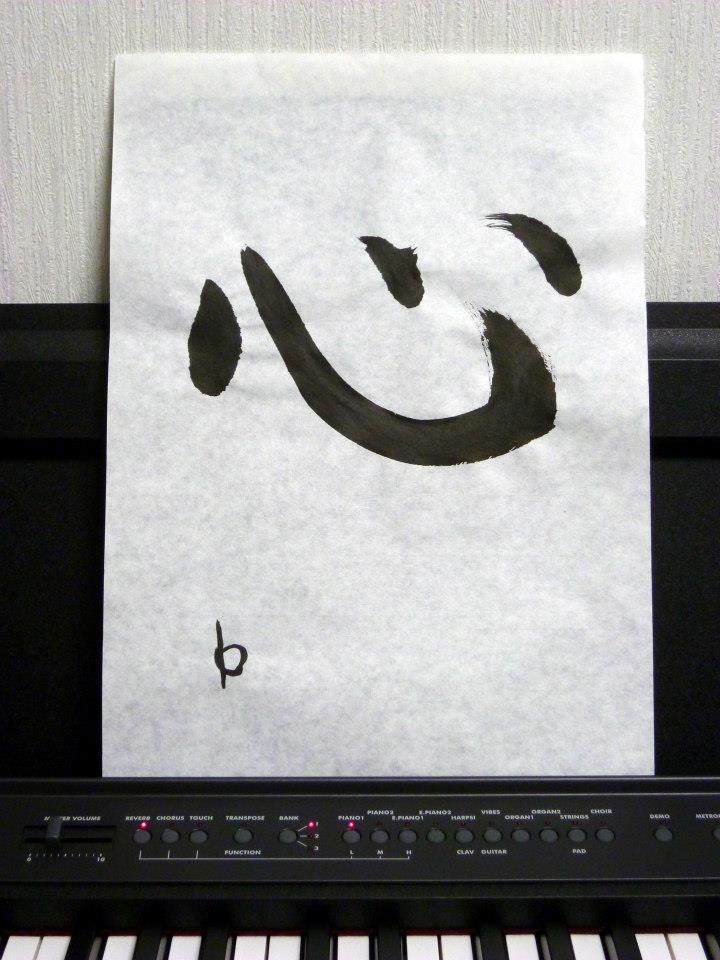 心
b
MASTER VOLUME
0 10
REVERB CHORUS TOUCH TRANSPOSE BANK 1 2 3 PIANO1 PIANO2 E.PIANO1 E.PIANO2 HARPSI VIBES ORGAN1 ORGAN2 STRINGS CHOIR DEMO METRO
FUNCTION L M H CLAV GUITAR PAD